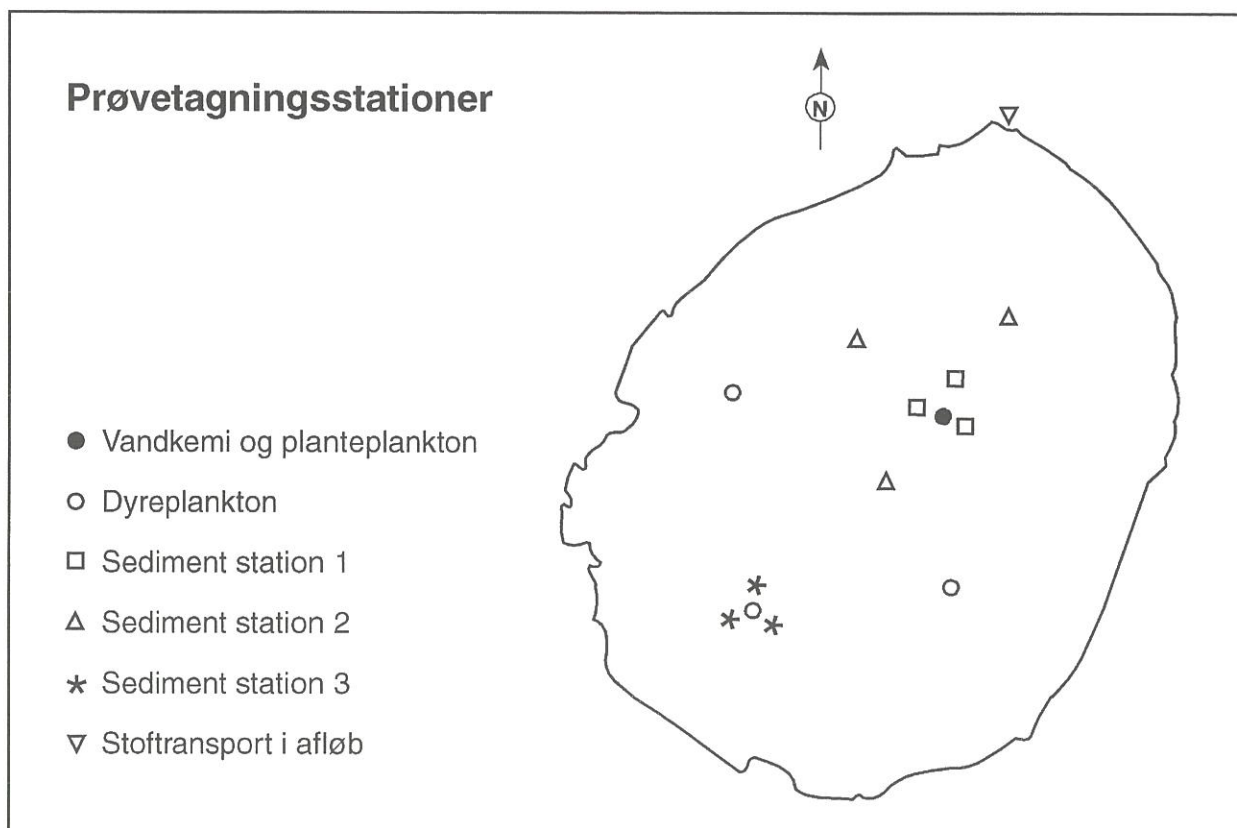 Prøvetagningsstationer
N
Vandkemi og planteplankton
Dyreplankton
Sediment station 1
Sediment station 2
Sediment station 3
Stoftransport i afløb